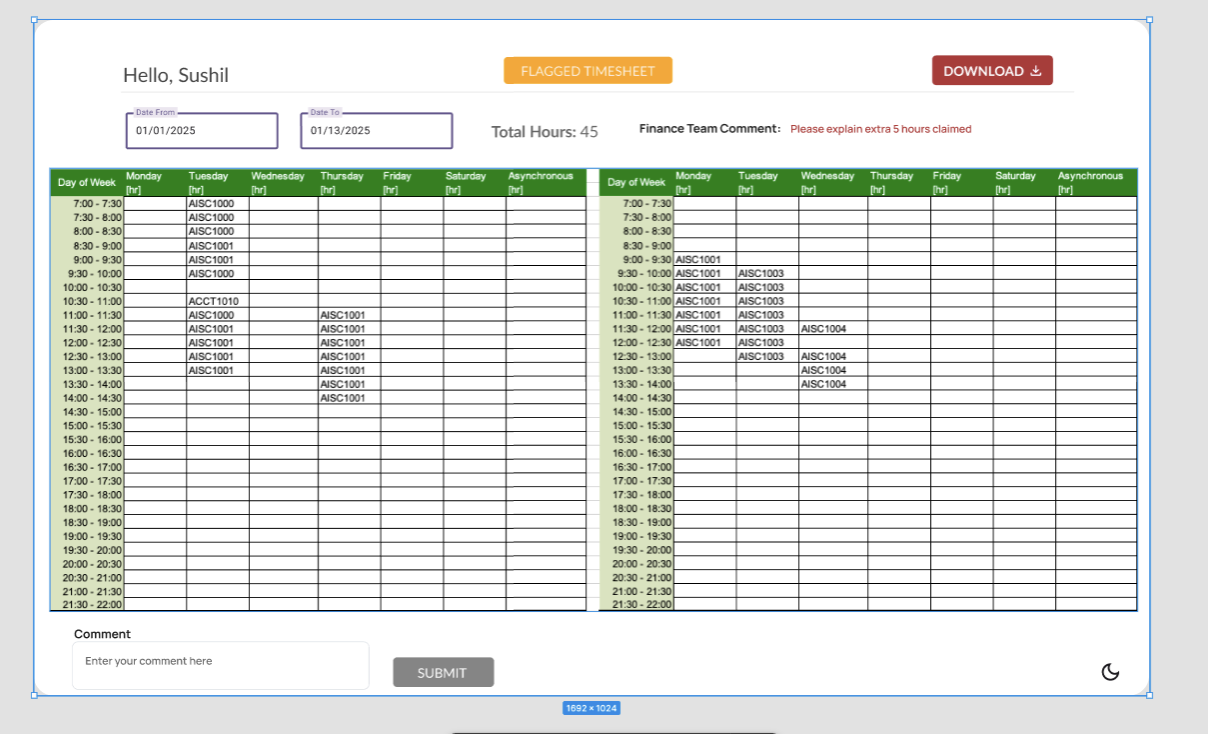 Hello, Sushil
FLAGGED TIMESHEET
DOWNLOAD
Date From
01/01/2025
Date To
01/13/2025
Total Hours: 45
Finance Team Comment: Please explain extra 5 hours claimed
Day of Week Monday [hr] Tuesday [hr] Wednesday [hr] Thursday [hr] Friday [hr] Saturday [hr] Asynchronous [hr]
7:00 - 7:30 AISC1000
7:30 - 8:00 AISC1000
8:00 - 8:30 AISC1000
8:30 - 9:00 AISC1001
9:00 - 9:30 AISC1001
9:30 - 10:00 AISC1000
10:00 - 10:30
10:30 - 11:00 ACCT1010
11:00 - 11:30 AISC1000 AISC1001
11:30 - 12:00 AISC1001 AISC1001
12:00 - 12:30 AISC1001 AISC1001
12:30 - 13:00 AISC1001 AISC1001
13:00 - 13:30 AISC1001 AISC1001
13:30 - 14:00 AISC1001
14:00 - 14:30 AISC1001
14:30 - 15:00
15:00 - 15:30
15:30 - 16:00
16:00 - 16:30
16:30 - 17:00
17:00 - 17:30
17:30 - 18:00
18:00 - 18:30
18:30 - 19:00
19:00 - 19:30
19:30 - 20:00
20:00 - 20:30
20:30 - 21:00
21:00 - 21:30
21:30 - 22:00
Day of Week Monday [hr] Tuesday [hr] Wednesday [hr] Thursday [hr] Friday [hr] Saturday [hr] Asynchronous [hr]
7:00 - 7:30
7:30 - 8:00
8:00 - 8:30
8:30 - 9:00
9:00 - 9:30 AISC1001
9:30 - 10:00 AISC1001 AISC1003
10:00 - 10:30 AISC1001 AISC1003
10:30 - 11:00 AISC1001 AISC1003
11:00 - 11:30 AISC1001 AISC1003
11:30 - 12:00 AISC1001 AISC1003 AISC1004
12:00 - 12:30 AISC1001 AISC1003
12:30 - 13:00 AISC1003 AISC1004
13:00 - 13:30 AISC1004
13:30 - 14:00 AISC1004
14:00 - 14:30
14:30 - 15:00
15:00 - 15:30
15:30 - 16:00
16:00 - 16:30
16:30 - 17:00
17:00 - 17:30
17:30 - 18:00
18:00 - 18:30
18:30 - 19:00
19:00 - 19:30
19:30 - 20:00
20:00 - 20:30
20:30 - 21:00
21:00 - 21:30
21:30 - 22:00
Comment
Enter your comment here
SUBMIT
1692 × 1024